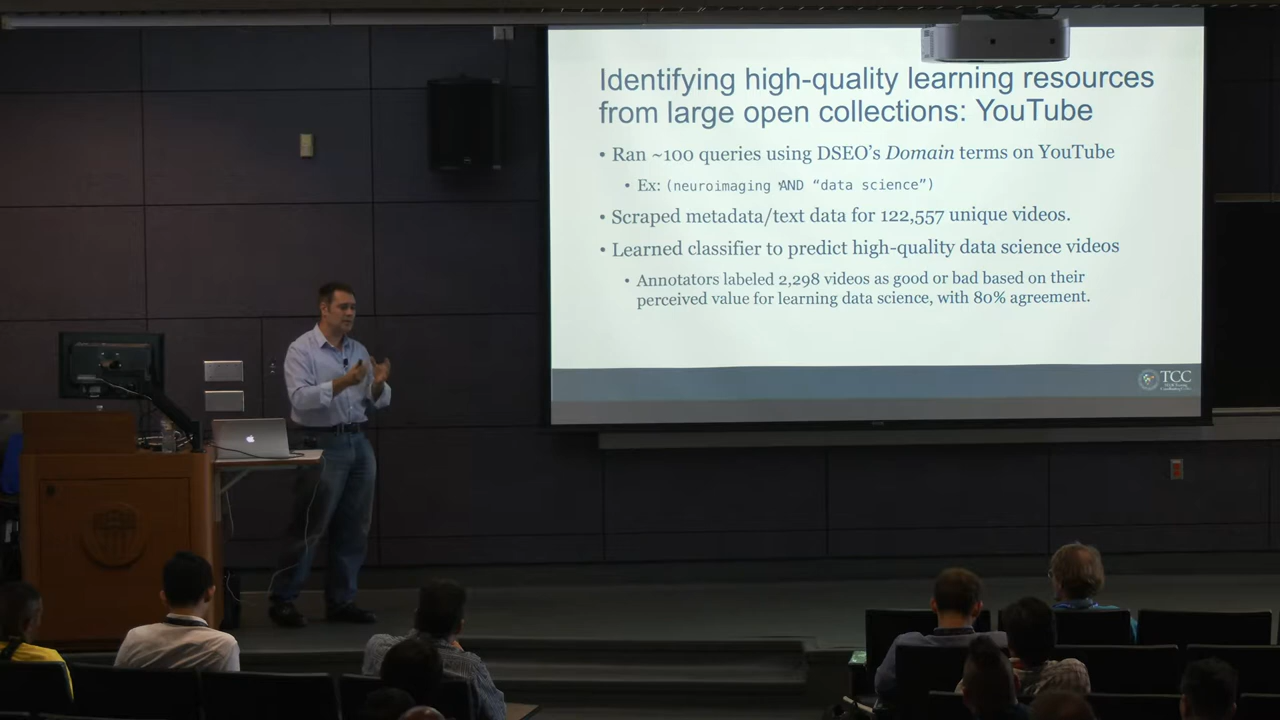 Identifying high-quality learning resources
from large open collections: YouTube
• Ran ~100 queries using DSEO’s Domain terms on YouTube
• Ex: (neuroimaging AND “data science”)
• Scraped metadata/text data for 122,557 unique videos.
• Learned classifier to predict high-quality data science videos
• Annotators labeled 2,298 videos as good or bad based on their
perceived value for learning data science, with 80% agreement.
TCC